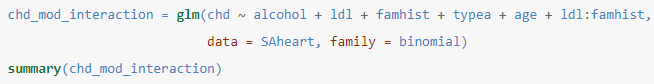 chd_mod_interaction = glm(chd ~ alcohol + ldl + famhist + typea + age + ldl:famhist,
data = SAheart, family = binomial)
summary(chd_mod_interaction)